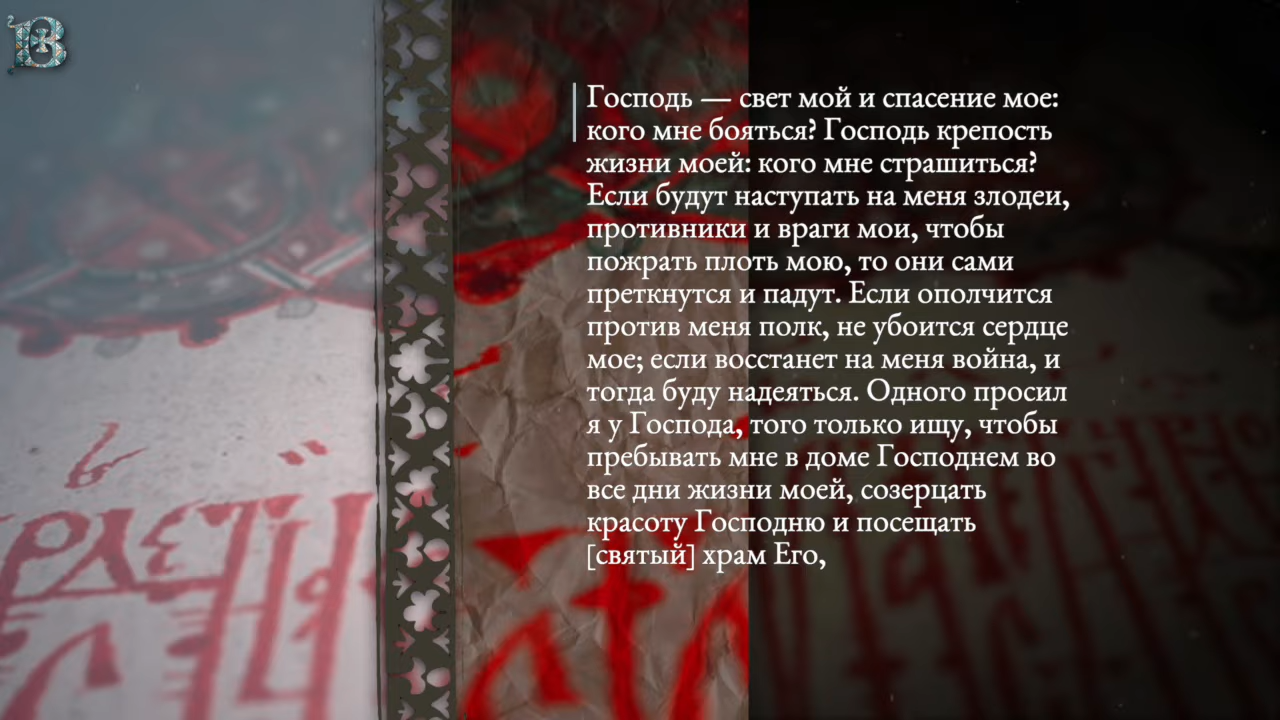 Господь — свет мой и спасение мое:
кого мне бояться? Господь крепость
жизни моей: кого мне страшиться?
Если будут наступать на меня злодеи,
противники и враги мои, чтобы
пожрать плоть мою, то они сами
преткнутся и падут. Если ополчится
против меня полк, не убоится сердце
мое; если восстанет на меня война, и
тогда буду надеяться. Одного просил
я у Господа, того только ищу, чтобы
пребывать мне в доме Господнем во
все дни жизни моей, созерцать
красоту Господню и посещать
[святый] храм Его,